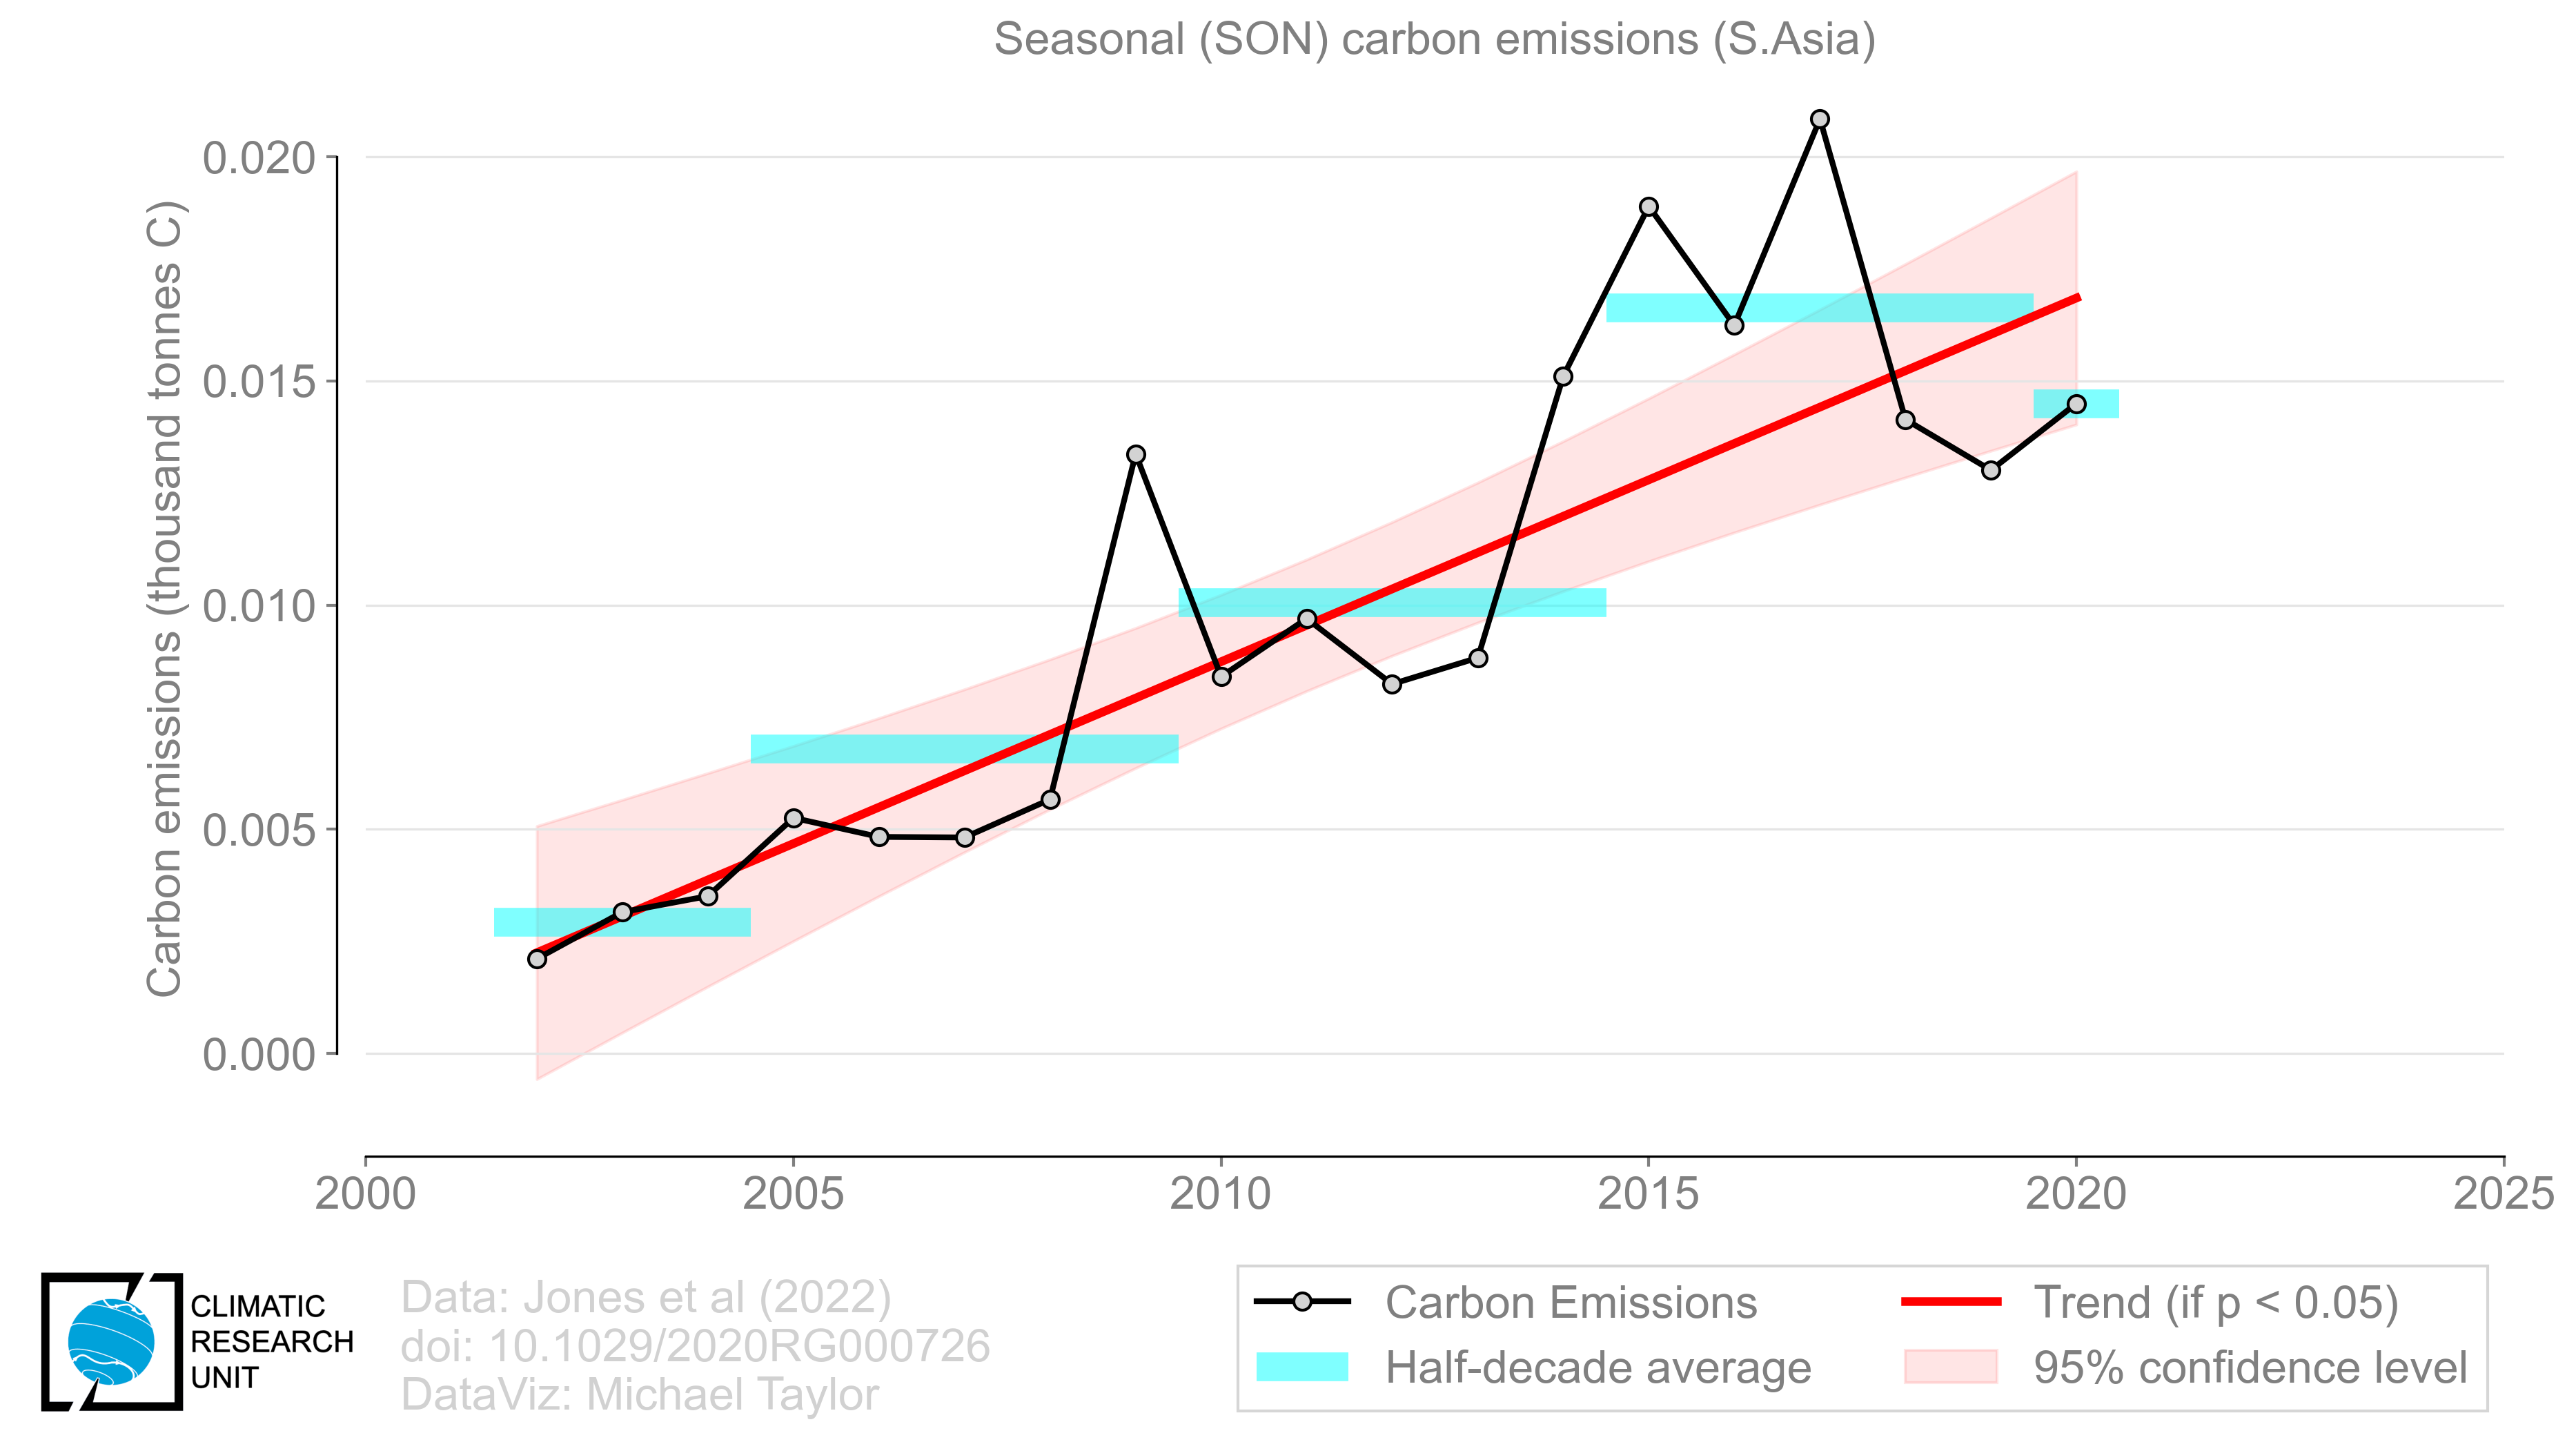 Seasonal (SON) carbon emissions (S.Asia)
Carbon emissions (thousand tonnes C)
0.020
0.015
0.010
0.005
0.000
2000 2005 2010 2015 2020 2025
CLIMATIC
RESEARCH
UNIT
Data: Jones et al (2022)
doi: 10.1029/2020RG000726
DataViz: Michael Taylor
Carbon Emissions
Half-decade average
Trend (if p < 0.05)
95% confidence level